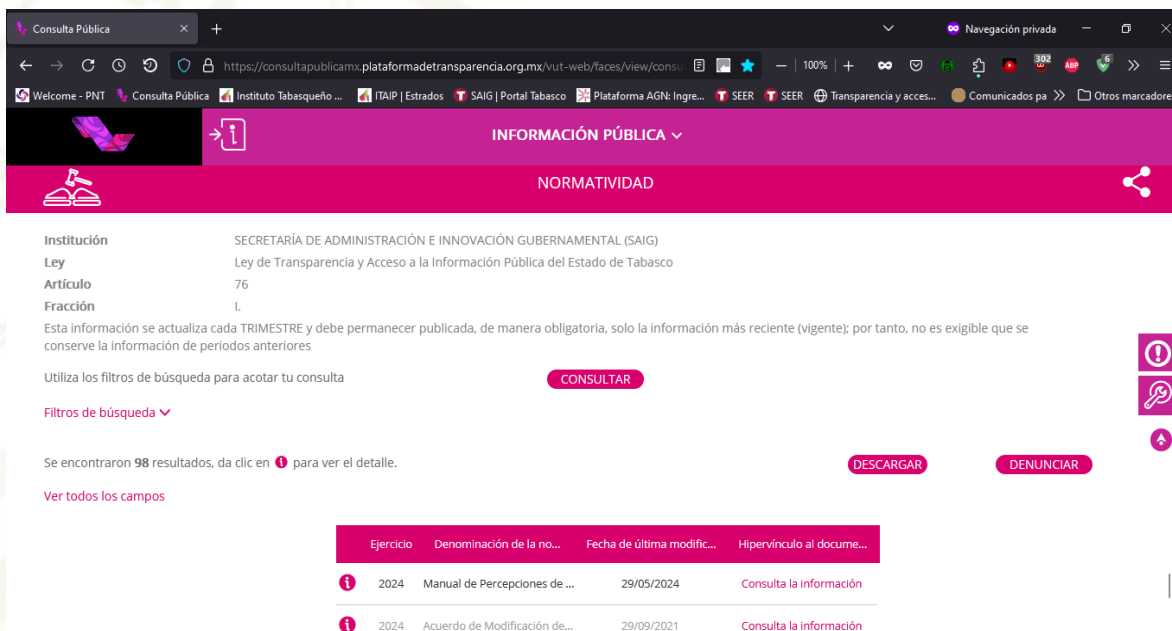 Consulta Pública
Navegación privada
https://consultapublicamx.plataformadetransparencia.org.mx/vut-web/faces/view/consu
100%
302
ABP
6
Welcome - PNT Consulta Pública Instituto Tabasqueño ... ITAIP | Estrados SAIG | Portal Tabasco Plataforma AGN: Ingre... SEER SEER Transparencia y acces... Comunicados pa Otros marcadores
INFORMACIÓN PÚBLICA
NORMATIVIDAD
Institución SECRETARÍA DE ADMINISTRACIÓN E INNOVACIÓN GUBERNAMENTAL (SAIG)
Ley Ley de Transparencia y Acceso a la Información Pública del Estado de Tabasco
Artículo 76
Fracción I.
Esta información se actualiza cada TRIMESTRE y debe permanecer publicada, de manera obligatoria, solo la información más reciente (vigente); por tanto, no es exigible que se
conserve la información de periodos anteriores
Utiliza los filtros de búsqueda para acotar tu consulta CONSULTAR
Filtros de búsqueda
Se encontraron 98 resultados, da clic en i para ver el detalle. DESCARGAR DENUNCIAR
Ver todos los campos
Ejercicio Denominación de la no... Fecha de última modific... Hipervínculo al docume...
2024 Manual de Percepciones de ... 29/05/2024 Consulta la información
2024 Acuerdo de Modificación de... 29/09/2021 Consulta la información